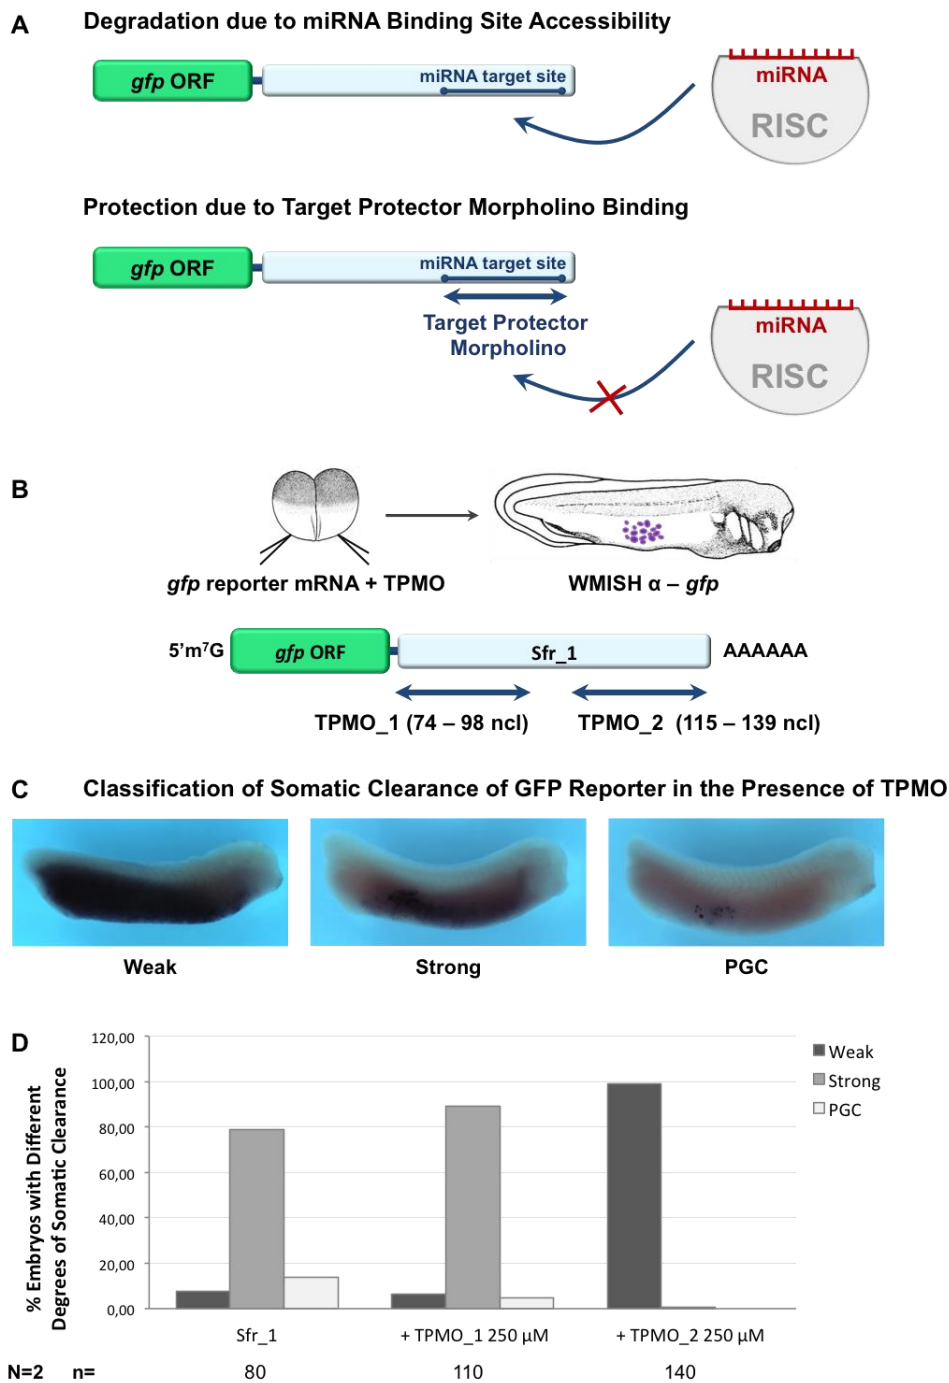 A Degradation due to miRNA Binding Site Accessibility
gfp ORF
miRNA target site
miRNA
RISC
Protection due to Target Protector Morpholino Binding
gfp ORF
miRNA target site
Target Protector
Morpholino
miRNA
RISC
B
gfp reporter mRNA + TPMO
WMISH α – gfp
5'm⁷G gfp ORF Sfr_1 AAAAAA
TPMO_1 (74 – 98 ncl) TPMO_2 (115 – 139 ncl)
C Classification of Somatic Clearance of GFP Reporter in the Presence of TPMO
Weak Strong PGC
D
% Embryos with Different
Degrees of Somatic Clearance
120,00
100,00
80,00
60,00
40,00
20,00
0,00
Weak
Strong
PGC
Sfr_1 + TPMO_1 250 µM + TPMO_2 250 µM
N=2 n= 80 110 140